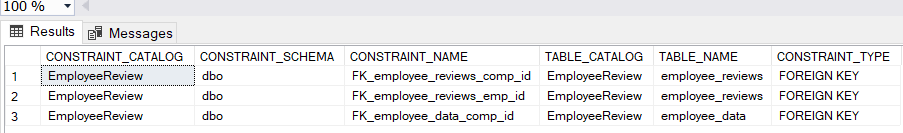 100 %
Results Messages
CONSTRAINT_CATALOG CONSTRAINT_SCHEMA CONSTRAINT_NAME TABLE_CATALOG TABLE_NAME CONSTRAINT_TYPE
1 EmployeeReview dbo FK_employee_reviews_comp_id EmployeeReview employee_reviews FOREIGN KEY
2 EmployeeReview dbo FK_employee_reviews_emp_id EmployeeReview employee_reviews FOREIGN KEY
3 EmployeeReview dbo FK_employee_data_comp_id EmployeeReview employee_data FOREIGN KEY